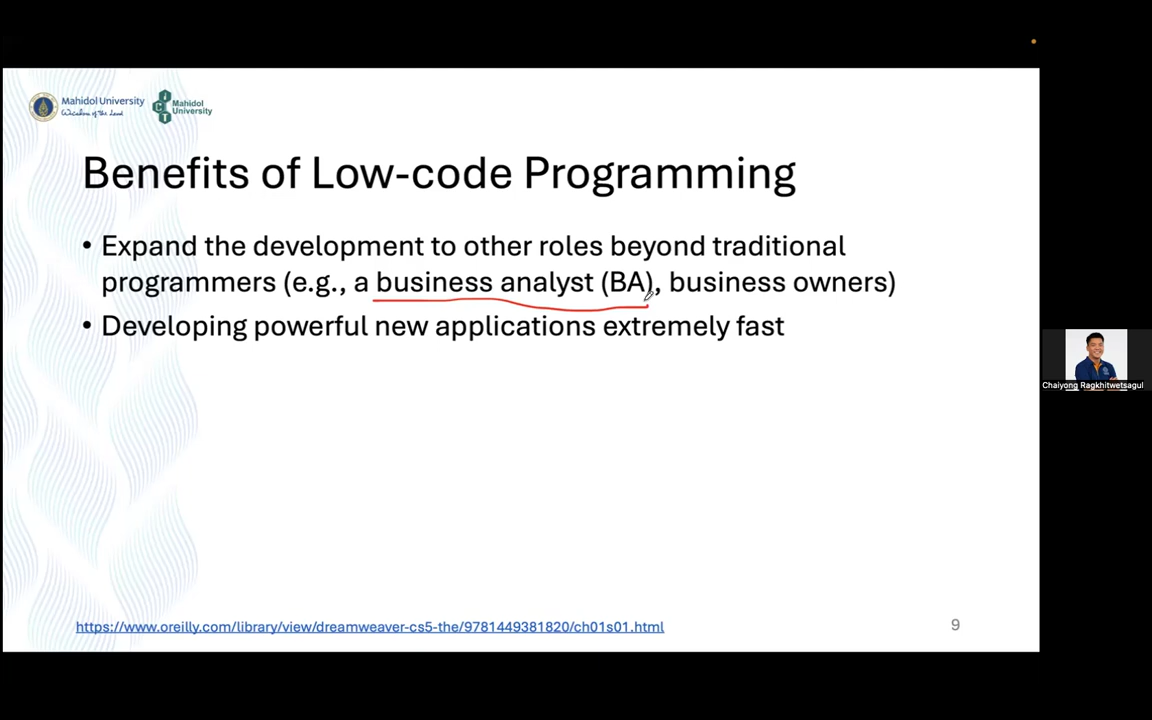 Mahidol University
Wisdom of the Land
Mahidol
University
ICT
Benefits of Low-code Programming
• Expand the development to other roles beyond traditional
programmers (e.g., a business analyst (BA), business owners)
• Developing powerful new applications extremely fast
https://www.oreilly.com/library/view/dreamweaver-cs5-the/9781449381820/ch01s01.html
9
Chaiyong Ragkhitwetsagul